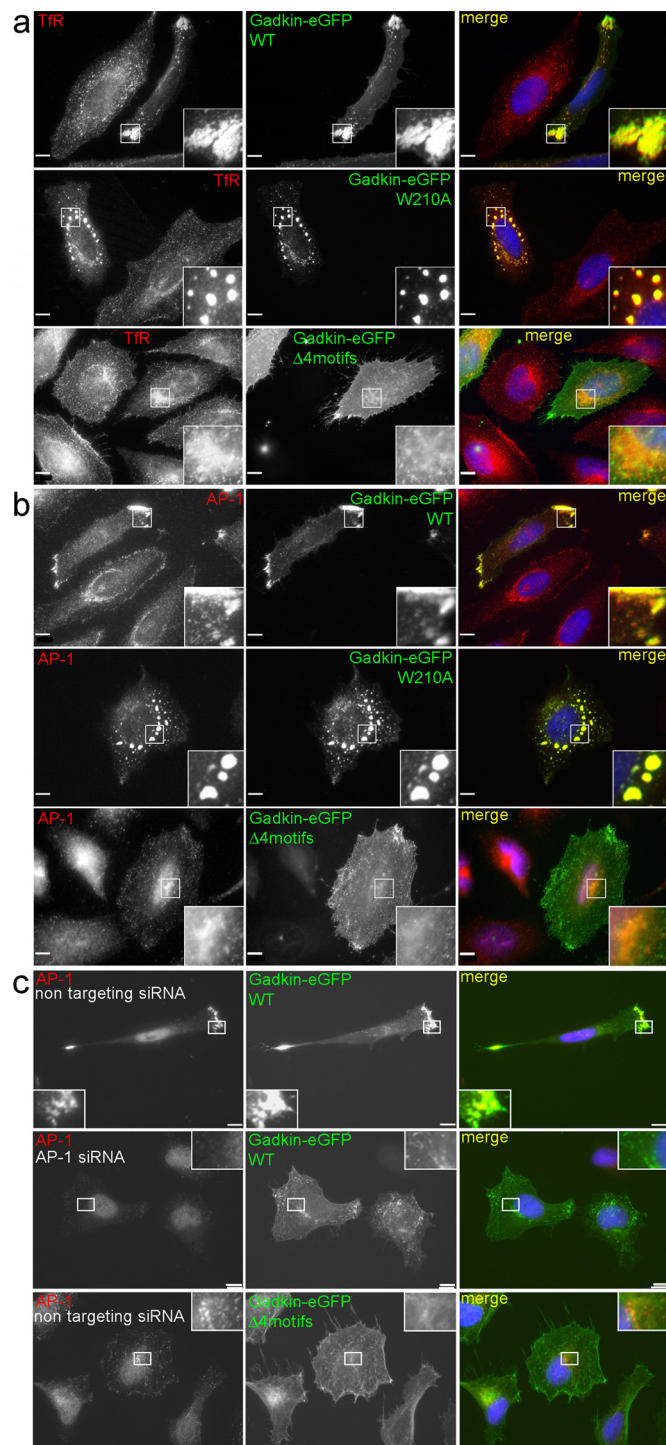 a
TfR
Gadkin-eGFP
WT
merge
TfR
Gadkin-eGFP
W210A
merge
TfR
Gadkin-eGFP
Δ4motifs
merge
b
AP-1
Gadkin-eGFP
WT
merge
AP-1
Gadkin-eGFP
W210A
merge
AP-1
Gadkin-eGFP
Δ4motifs
merge
c
AP-1
non targeting siRNA
Gadkin-eGFP
WT
merge
AP-1
AP-1 siRNA
Gadkin-eGFP
WT
merge
AP-1
non targeting siRNA
Gadkin-eGFP
Δ4motifs
merge